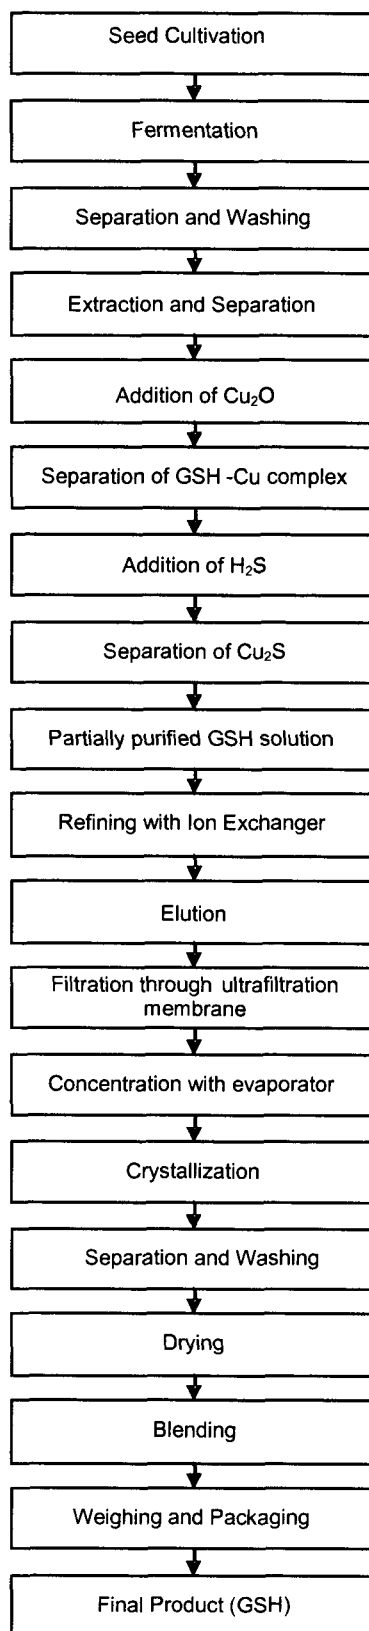 Seed Cultivation
Fermentation
Separation and Washing
Extraction and Separation
Addition of Cu₂O
Separation of GSH -Cu complex
Addition of H₂S
Separation of Cu₂S
Partially purified GSH solution
Refining with Ion Exchanger
Elution
Filtration through ultrafiltration
membrane
Concentration with evaporator
Crystallization
Separation and Washing
Drying
Blending
Weighing and Packaging
Final Product (GSH)